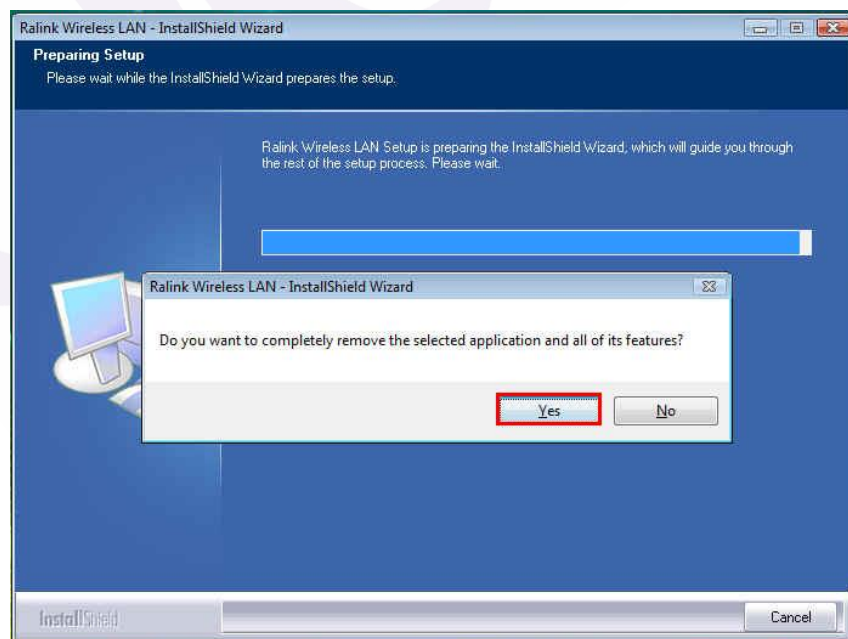 Ralink Wireless LAN - InstallShield Wizard
Preparing Setup
Please wait while the InstallShield Wizard prepares the setup.
Ralink Wireless LAN Setup is preparing the InstallShield Wizard, which will guide you through
the rest of the setup process. Please wait.
Ralink Wireless LAN - InstallShield Wizard
Do you want to completely remove the selected application and all of its features?
Yes
No
InstallShield
Cancel